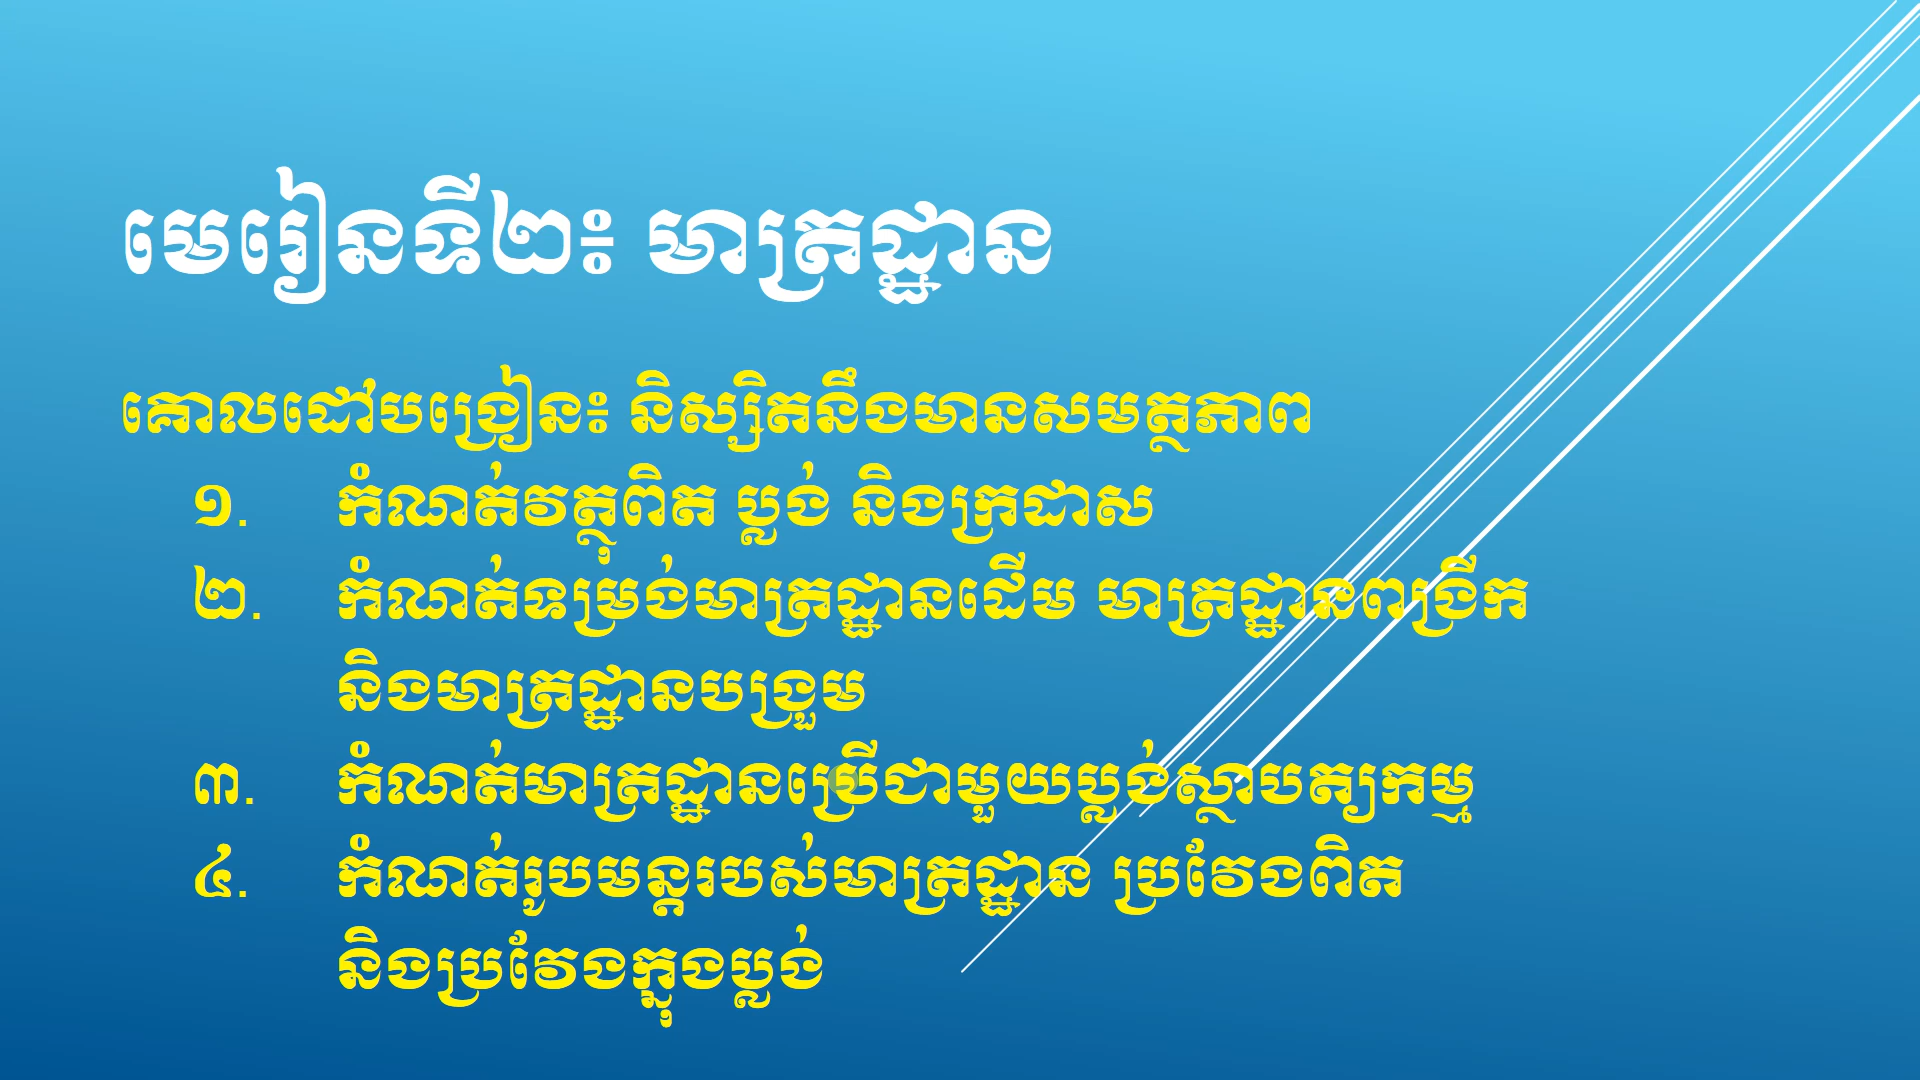 មេរៀនទី២៖ មាត្រដ្ឋាន
គោលដៅបង្រៀន៖ និស្សិតនឹងមានសមត្ថភាព
១. កំណត់វត្ថុពិត ប្លង់ និងក្រដាស
២. កំណត់ទម្រង់មាត្រដ្ឋានដើម មាត្រដ្ឋានពង្រីក
និងមាត្រដ្ឋានបង្រួម
៣. កំណត់មាត្រដ្ឋានប្រើជាមួយប្លង់ស្ថាបត្យកម្ម
៤. កំណត់រូបមន្តរបស់មាត្រដ្ឋាន ប្រវែងពិត
និងប្រវែងក្នុងប្លង់